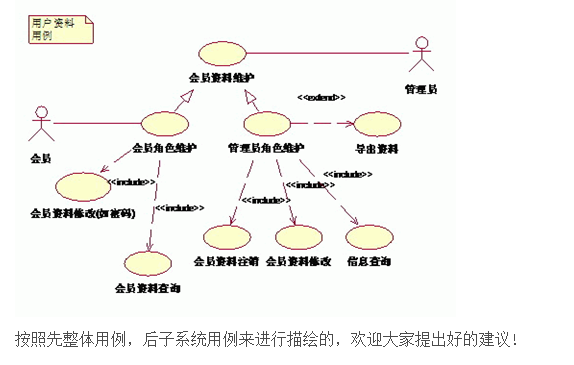 用户资料
用例
会员资料维护
管理员
<<extend>>
会员
会员角色维护
管理员角色维护
导出资料
<<include>>
<<include>>
<<include>>
<<include>>
<<include>>
会员资料修改(如密码)
会员资料注销
会员资料修改
信息查询
会员资料查询
按照先整体用例，后子系统用例来进行描绘的，欢迎大家提出好的建议！